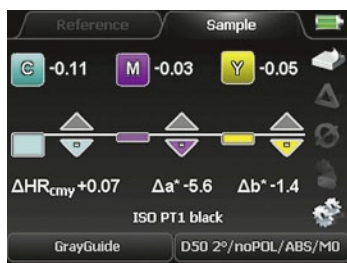 Reference Sample
C -0.11 M -0.03 Y -0.05
ΔHRcmy+0.07 Δa*-5.6 Δb*-1.4
ISO PT1 black
GrayGuide D50 2°/noPOL/ABS/M0